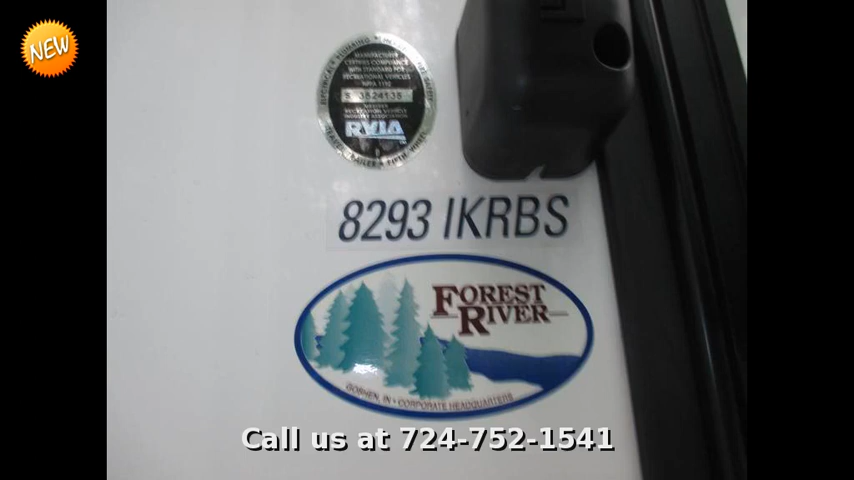 NEW
MANUFACTURER
CERTIFIES COMPLIANCE
WITH STANDARD FOR
RECREATIONAL VEHICLES
3524135
RVIA
8293 IKRBS
FOREST
RIVER
GOSHEN, IN • CORPORATE HEADQUARTERS
Call us at 724-752-1541